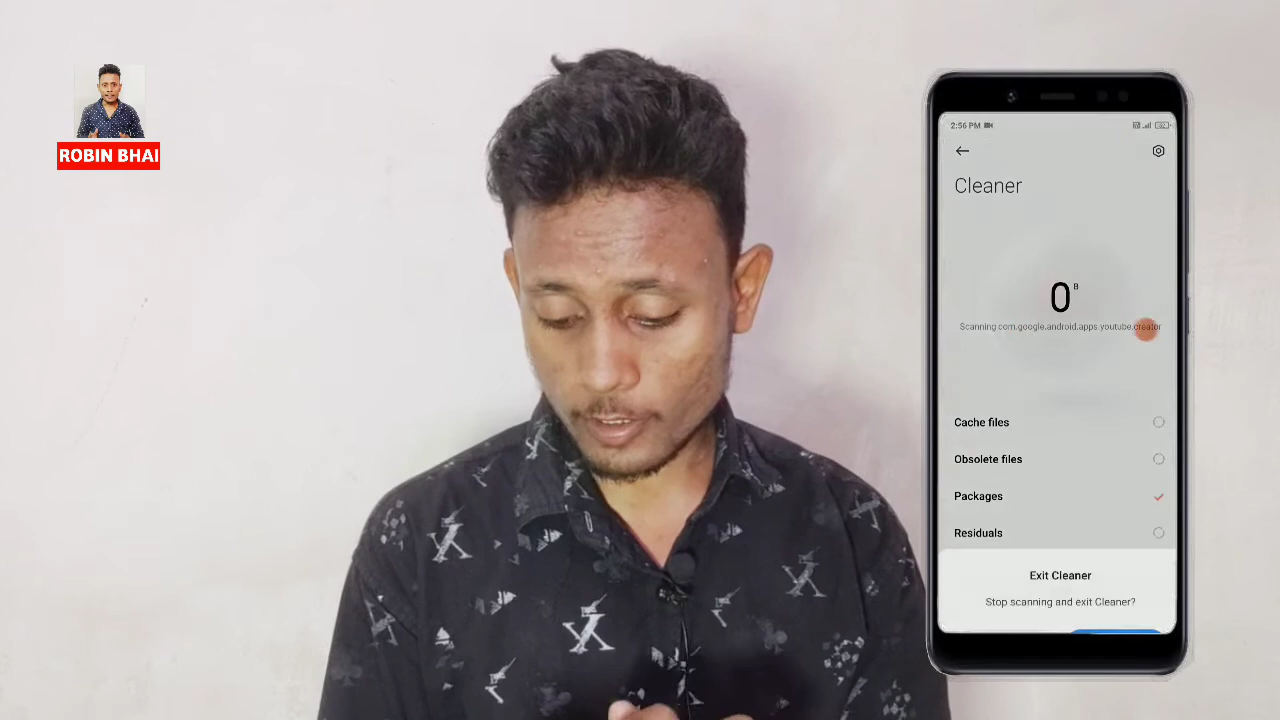 ROBIN BHAI
2:56 PM
Cleaner
0 B
Scanning com.google.android.apps.youtube.creator
Cache files
Obsolete files
Packages
Residuals
Exit Cleaner
Stop scanning and exit Cleaner?